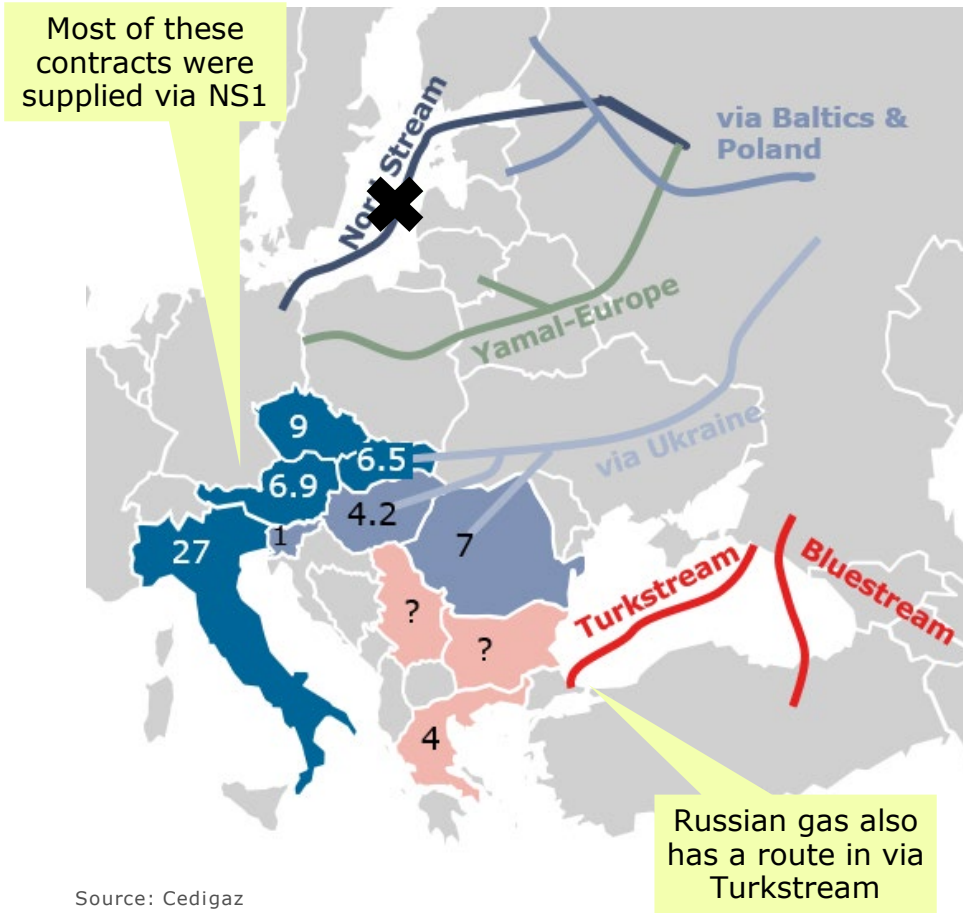 Most of these
contracts were
supplied via NS1
Nord Stream
via Baltics &
Poland
Yamal-Europe
via Ukraine
9
6.5
6.9
4.2
1
7
27
?
?
4
Turkstream
Bluestream
Russian gas also
has a route in via
Turkstream
Source: Cedigaz